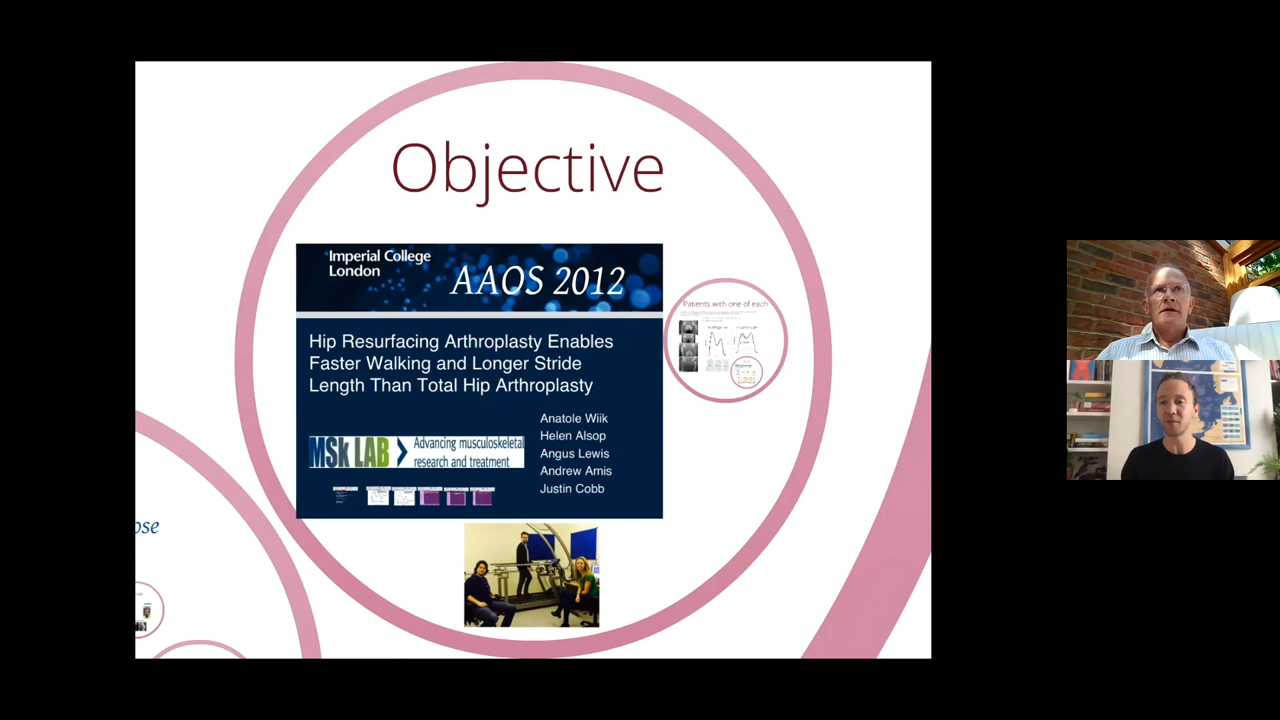 Objective
Imperial College
London
AAOS 2012
Hip Resurfacing Arthroplasty Enables
Faster Walking and Longer Stride
Length Than Total Hip Arthroplasty
Anatole Wiik
Helen Alsop
Angus Lewis
Andrew Amis
Justin Cobb
MSk LAB
Advancing musculoskeletal
research and treatment
Patients with one of each
ose